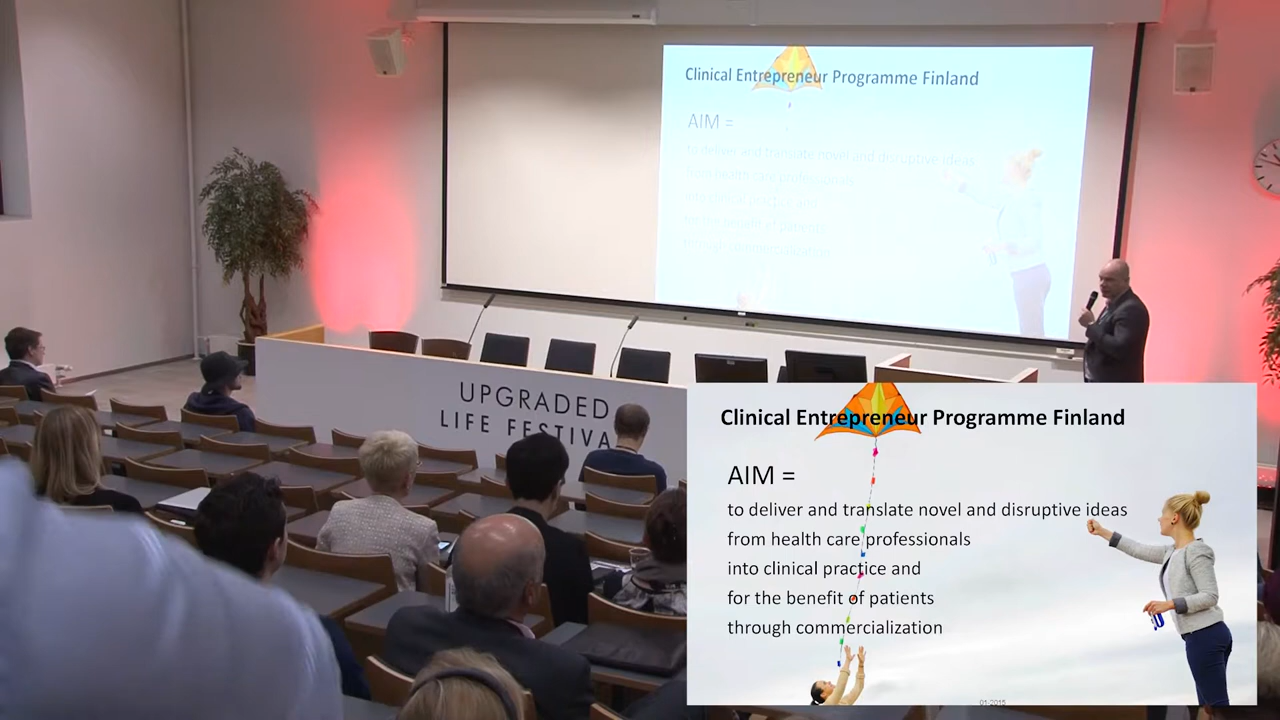 Clinical Entrepreneur Programme Finland
AIM =
to deliver and translate novel and disruptive ideas
from health care professionals
into clinical practice and
for the benefit of patients
through commercialization
UPGRADED
LIFE FESTIVA
Clinical Entrepreneur Programme Finland
AIM =
to deliver and translate novel and disruptive ideas
from health care professionals
into clinical practice and
for the benefit of patients
through commercialization
01-2015